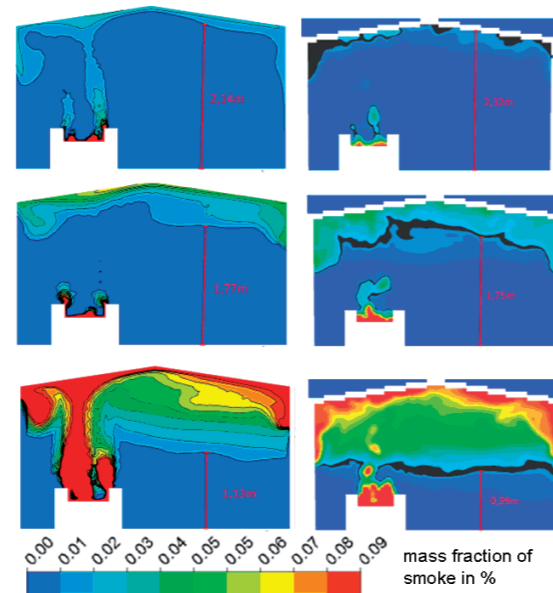 2,14m
2,32m
1,77m
1,75m
1,13m
0,99m
0.00 0.01 0.02 0.03 0.04 0.05 0.05 0.06 0.07 0.08 0.09
mass fraction of
smoke in %